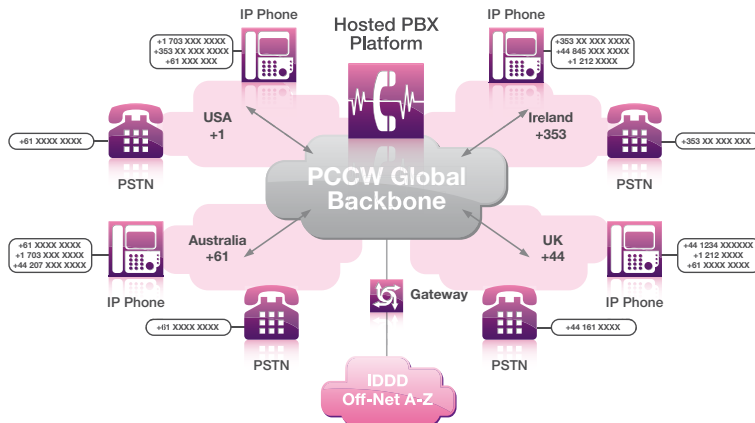 IP Phone
+1 703 XXX XXXX
+353 XX XXX XXXX
+61 XXX XXX
Hosted PBX
Platform
IP Phone
+353 XX XXX XXX
+44 845 XXX XXXX
+1 212 XXXX
USA
+1
+61 XXXX XXXX
PSTN
Ireland
+353
+353 XX XXX XXX
PSTN
PCCW Global
Backbone
Australia
+61
+61 XXXX XXXX
+1 703 XXX XXXX
+44 207 XXX XXXX
IP Phone
UK
+44
+44 1234 XXXXXX
+1 212 XXXX
+61 XXXX XXXX
IP Phone
Gateway
+61 XXXX XXXX
PSTN
+44 161 XXXX
PSTN
IDDD
Off-Net A-Z